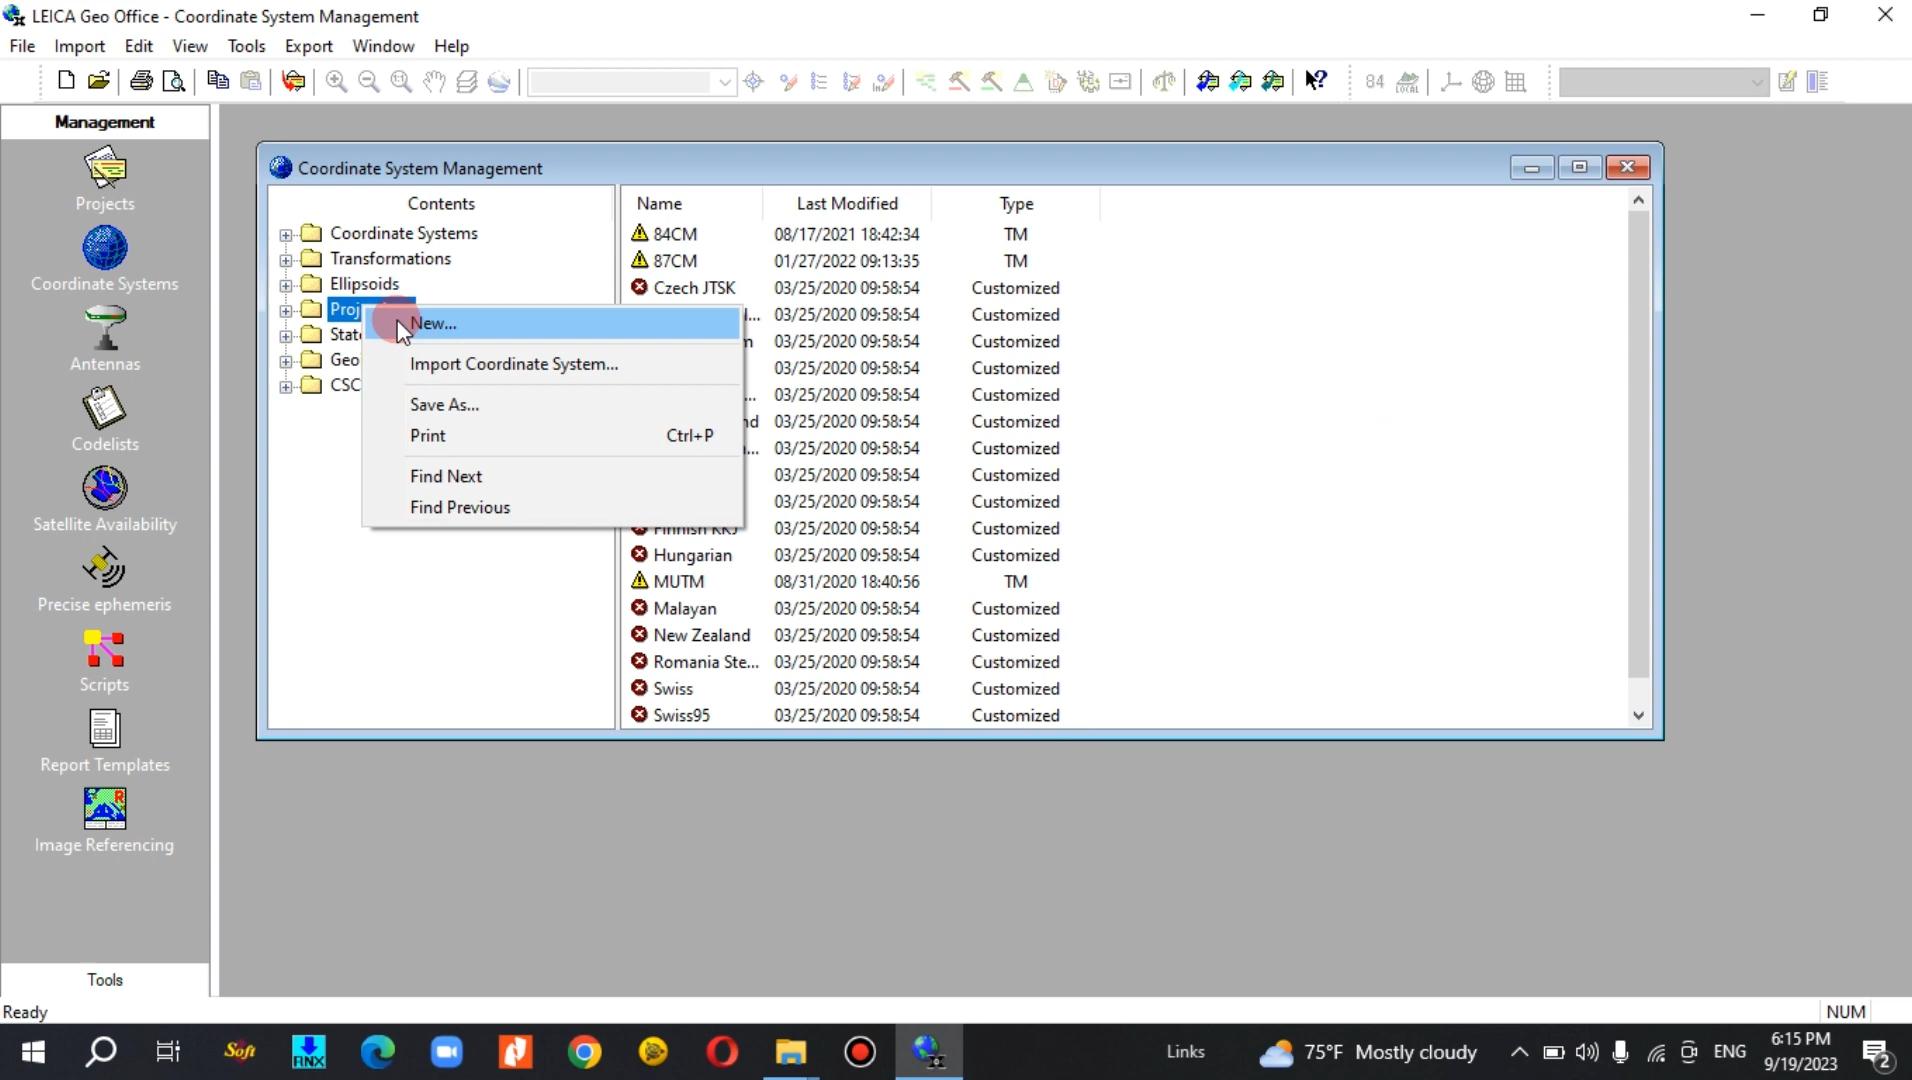 LEICA Geo Office - Coordinate System Management
File Import Edit View Tools Export Window Help
84
LOCAL
Management
Projects
Coordinate Systems
Antennas
Codelists
Satellite Availability
Precise ephemeris
Scripts
Report Templates
Image Referencing
Tools
Coordinate System Management
Contents
Coordinate Systems
Transformations
Ellipsoids
Proj
State
Geo
CSC
New...
Import Coordinate System...
Save As...
Print Ctrl+P
Find Next
Find Previous
Name Last Modified Type
84CM 08/17/2021 18:42:34 TM
87CM 01/27/2022 09:13:35 TM
Czech JTSK 03/25/2020 09:58:54 Customized
... 03/25/2020 09:58:54 Customized
03/25/2020 09:58:54 Customized
03/25/2020 09:58:54 Customized
... 03/25/2020 09:58:54 Customized
nd 03/25/2020 09:58:54 Customized
... 03/25/2020 09:58:54 Customized
03/25/2020 09:58:54 Customized
03/25/2020 09:58:54 Customized
Finnish KKJ 03/25/2020 09:58:54 Customized
Hungarian 03/25/2020 09:58:54 Customized
MUTM 08/31/2020 18:40:56 TM
Malayan 03/25/2020 09:58:54 Customized
New Zealand 03/25/2020 09:58:54 Customized
Romania Ste... 03/25/2020 09:58:54 Customized
Swiss 03/25/2020 09:58:54 Customized
Swiss95 03/25/2020 09:58:54 Customized
Ready NUM
Soft
RNX
Links
75°F Mostly cloudy
ENG
6:15 PM
9/19/2023
2